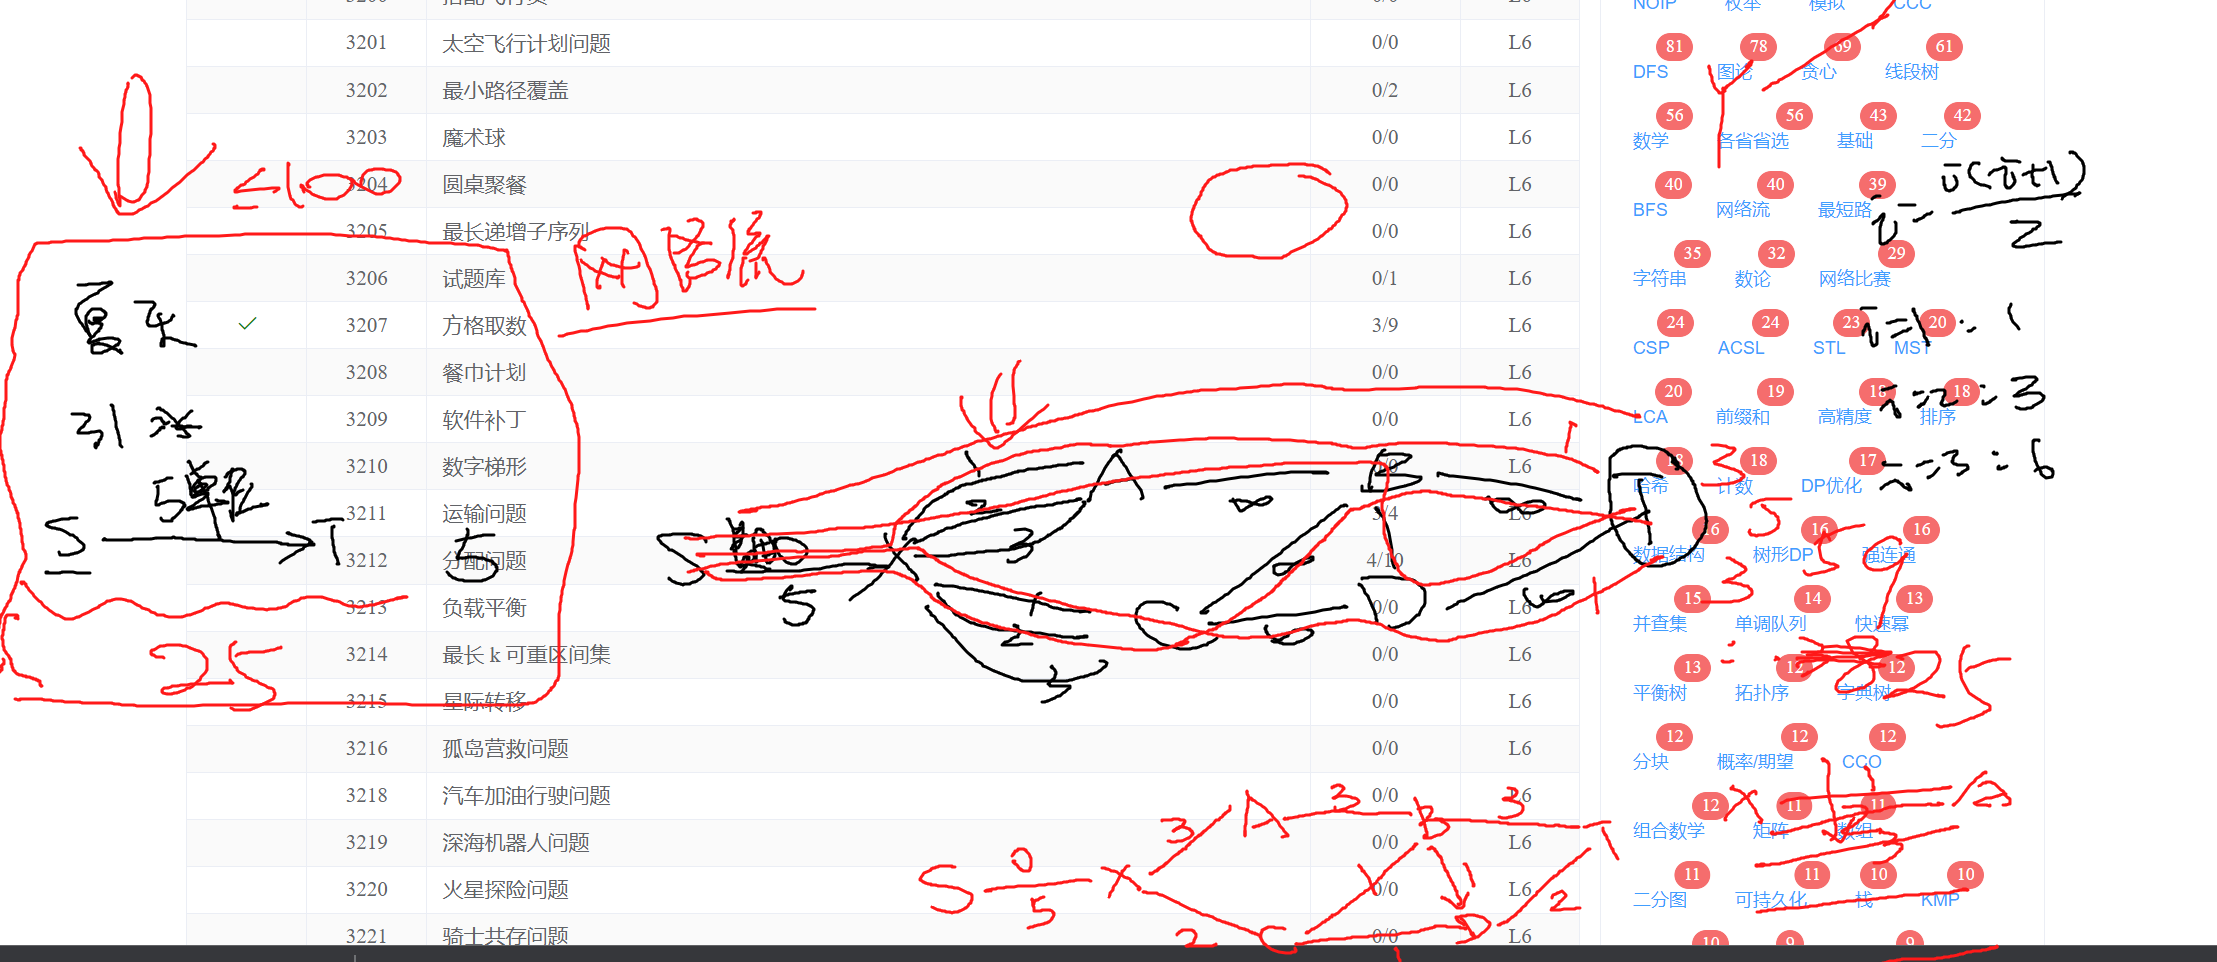 NOIP 枚举 模拟 CCC
3201 太空飞行计划问题 0/0 L6
81 78 69 61
DFS 图论 贪心 线段树
3202 最小路径覆盖 0/2 L6
56 56 43 42
3203 魔术球 0/0 L6
数学 各省省选 基础 二分
≤100
3204 圆桌聚餐 0/0 L6
40 40 39
BFS 网络流 最短路
i(i+1)
2
3205 最长递增子序列 0/0 L6
网络流
35 32 29
3206 试题库 0/1 L6
字符串 数论 网络比赛
3207 方格取数 3/9 L6
24 24 23 20
i=1:1
CSP ACSL STL MST
3208 餐巾计划 0/0 L6
20 19 18 18
i=2:3
3209 软件补丁 0/0 L6
LCA 前缀和 高精度 排序
3210 数字梯形 0/0 L6
18 18 17
i=3:6
哈希 计数 DP优化
S 5单位 T
3211 运输问题 3/4 L6
16 16 16
3212 分配问题 4/10 L6
数据结构 树形DP 强连通
3213 负载平衡 0/0 L6
15 14 13
并查集 单调队列 快速幂
25
3214 最长 k 可重区间集 0/0 L6
13 12 12
平衡树 拓扑序 字典树
3215 星际转移 0/0 L6
12 12 12
3216 孤岛营救问题 0/0 L6
分块 概率/期望 CCO
3218 汽车加油行驶问题 0/0 L6
12 11 11
3 A 2 B 3 T
组合数学 矩阵 数组
3219 深海机器人问题 0/0 L6
S 0 5 X
11 11 10 10
3220 火星探险问题 0/0 L6
二分图 可持久化 栈 KMP
2 C D 2
3221 骑士共存问题 0/0 L6
10 9 9